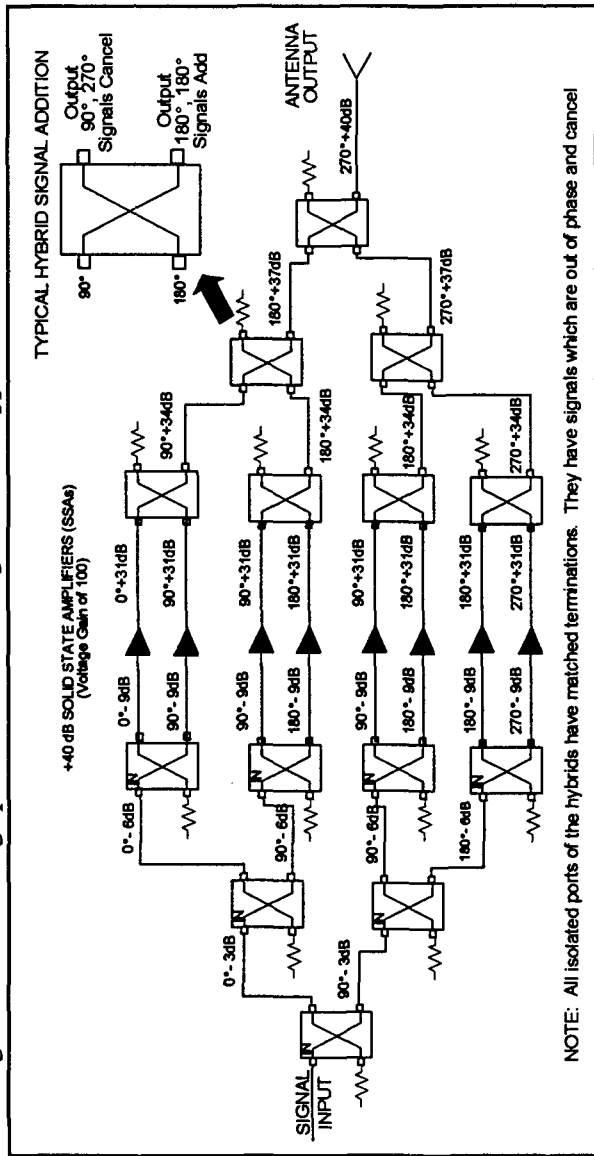 TYPICAL HYBRID SIGNAL ADDITION
90°
180°
Output
90°, 270°
Signals Cancel
Output
180°, 180°
Signals Add
+40 dB SOLID STATE AMPLIFIERS (SSAs)
(Voltage Gain of 100)
SIGNAL
INPUT
IN
0°- 3dB
90°- 3dB
IN
IN
0°- 6dB
90°- 6dB
90°- 6dB
180°- 6dB
IN
IN
IN
IN
0°- 9dB
90°- 9dB
90°- 9dB
180°- 9dB
90°- 9dB
180°- 9dB
180°- 9dB
270°- 9dB
0°+31dB
90°+31dB
90°+31dB
180°+31dB
90°+31dB
180°+31dB
180°+31dB
270°+31dB
90°+34dB
180°+34dB
180°+34dB
270°+34dB
180°+37dB
270°+37dB
270°+40dB
ANTENNA
OUTPUT
NOTE: All isolated ports of the hybrids have matched terminations. They have signals which are out of phase and cancel